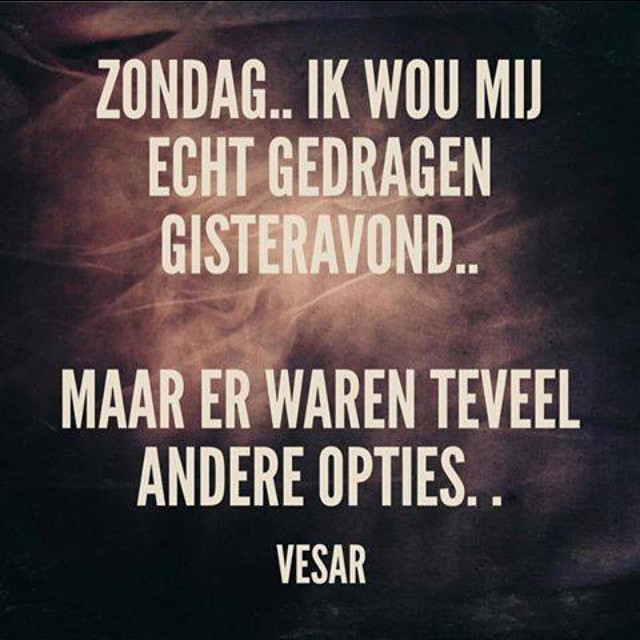 ZONDAG.. IK WOU MIJ
ECHT GEDRAGEN
GISTERAVOND..
MAAR ER WAREN TEVEEL
ANDERE OPTIES. .
VESAR